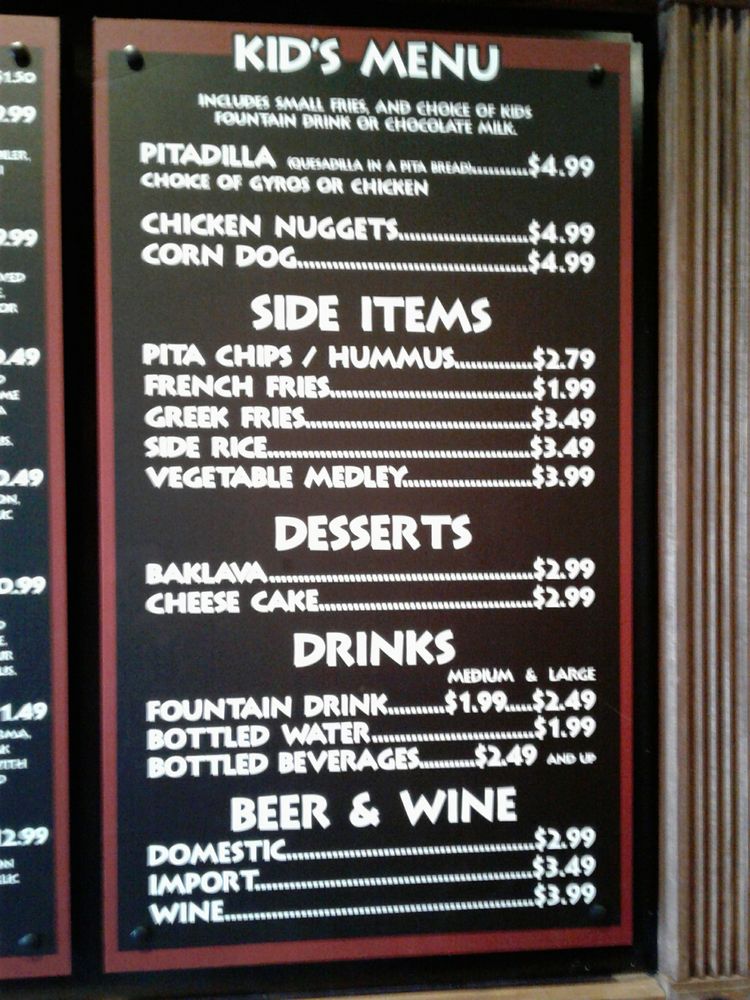 KID'S MENU
INCLUDES SMALL FRIES, AND CHOICE OF KIDS
FOUNTAIN DRINK OR CHOCOLATE MILK.
PITADILLA (QUESADILLA IN A PITA BREAD)..........$4.99
CHOICE OF GYROS OR CHICKEN
CHICKEN NUGGETS......................$4.99
CORN DOG.......................................$4.99
SIDE ITEMS
PITA CHIPS / HUMMUS.............$2.79
FRENCH FRIES..................................$1.99
GREEK FRIES......................................$3.49
SIDE RICE............................................$3.49
VEGETABLE MEDLEY.....................$3.99
DESSERTS
BAKLAVA............................................$2.99
CHEESE CAKE....................................$2.99
DRINKS
MEDIUM & LARGE
FOUNTAIN DRINK.........$1.99.....$2.49
BOTTLED WATER...........................$1.99
BOTTLED BEVERAGES.........$2.49 AND UP
BEER & WINE
DOMESTIC.........................................$2.99
IMPORT..............................................$3.49
WINE....................................................$3.99
$1.50
2.99